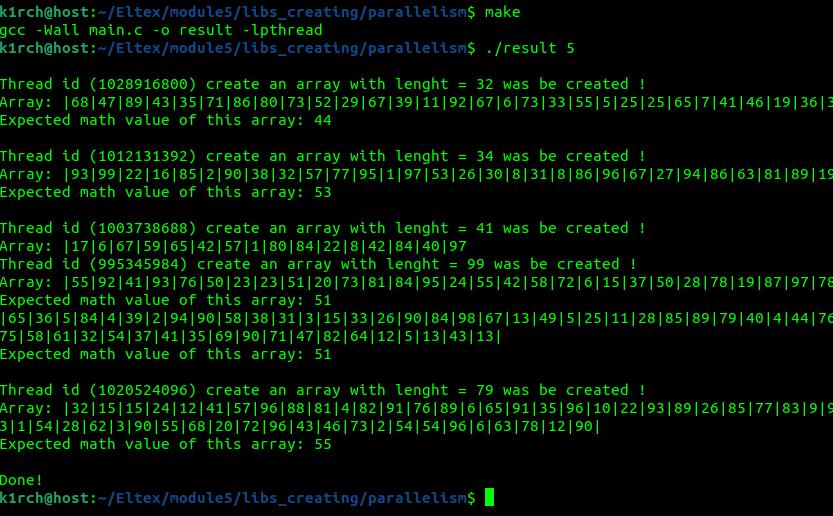 k1rch@host:~/Eltex/module5/libs_creating/parallelism$ make
gcc -Wall main.c -o result -lpthread
k1rch@host:~/Eltex/module5/libs_creating/parallelism$ ./result 5
Thread id (1028916800) create an array with lenght = 32 was be created !
Array: |68|47|89|43|35|71|86|80|73|52|29|67|39|11|92|67|6|73|33|55|5|25|25|65|7|41|46|19|36|3
Expected math value of this array: 44
Thread id (1012131392) create an array with lenght = 34 was be created !
Array: |93|99|22|16|85|2|90|38|32|57|77|95|1|97|53|26|30|8|31|8|86|96|67|27|94|86|63|81|89|19
Expected math value of this array: 53
Thread id (1003738688) create an array with lenght = 41 was be created !
Array: |17|6|67|59|65|42|57|1|80|84|22|8|42|84|40|97
Thread id (995345984) create an array with lenght = 99 was be created !
Array: |55|92|41|93|76|50|23|23|51|20|73|81|84|95|24|55|42|58|72|6|15|37|50|28|78|19|87|97|78
Expected math value of this array: 51
|65|36|5|84|4|39|2|94|90|58|38|31|3|15|33|26|90|84|98|67|13|49|5|25|11|28|85|89|79|40|4|44|76
75|58|61|32|54|37|41|35|69|90|71|47|82|64|12|5|13|43|13|
Expected math value of this array: 51
Thread id (1020524096) create an array with lenght = 79 was be created !
Array: |32|15|15|24|12|41|57|96|88|81|4|82|91|76|89|6|65|91|35|96|10|22|93|89|26|85|77|83|9|9
3|1|54|28|62|3|90|55|68|20|72|96|43|46|73|2|54|54|96|6|63|78|12|90|
Expected math value of this array: 55
Done!
k1rch@host:~/Eltex/module5/libs_creating/parallelism$